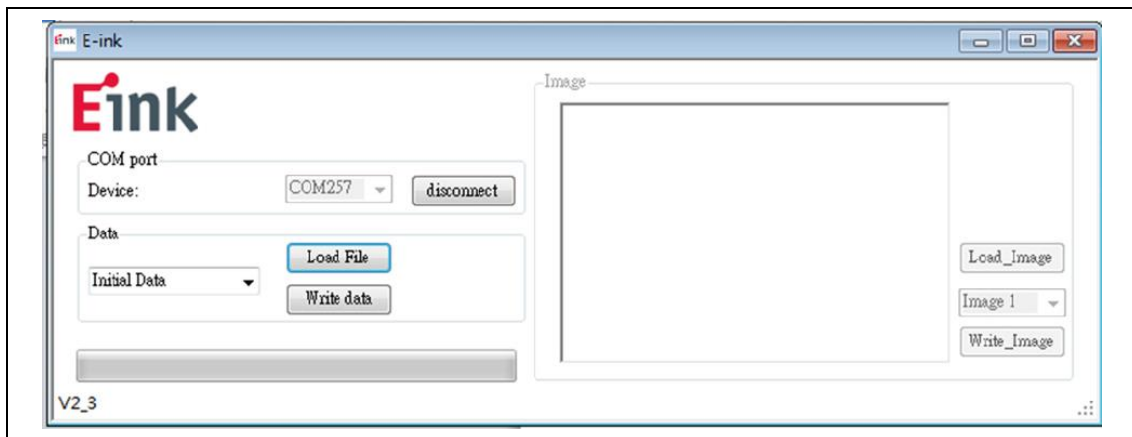 Eink E-ink
Eink
COM port
Device: COM257 disconnect
Data
Initial Data
Load File
Write data
V2_3
Image
Load_Image
Image 1
Write_Image